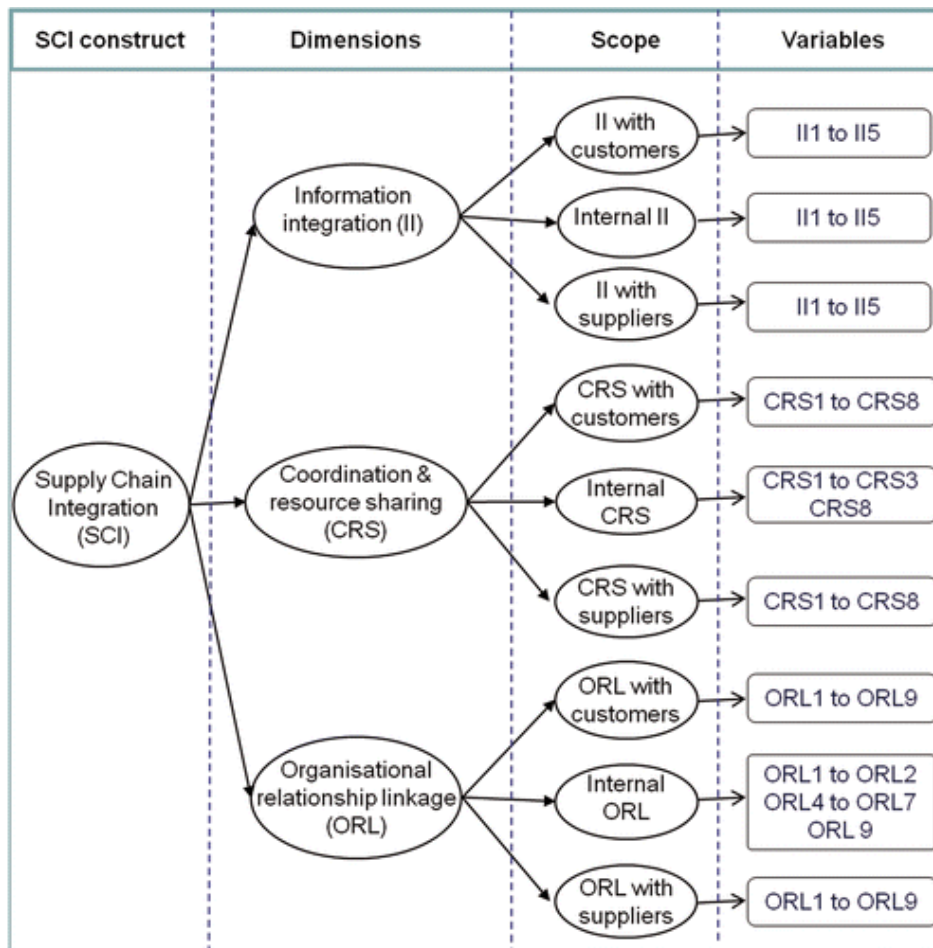 SCI construct
Dimensions
Scope
Variables
Supply Chain
Integration
(SCI)
Information
integration (II)
II with
customers
II1 to II5
Internal II
II1 to II5
II with
suppliers
II1 to II5
Coordination &
resource sharing
(CRS)
CRS with
customers
CRS1 to CRS8
Internal
CRS
CRS1 to CRS3
CRS8
CRS with
suppliers
CRS1 to CRS8
Organisational
relationship linkage
(ORL)
ORL with
customers
ORL1 to ORL9
Internal
ORL
ORL1 to ORL2
ORL4 to ORL7
ORL 9
ORL with
suppliers
ORL1 to ORL9